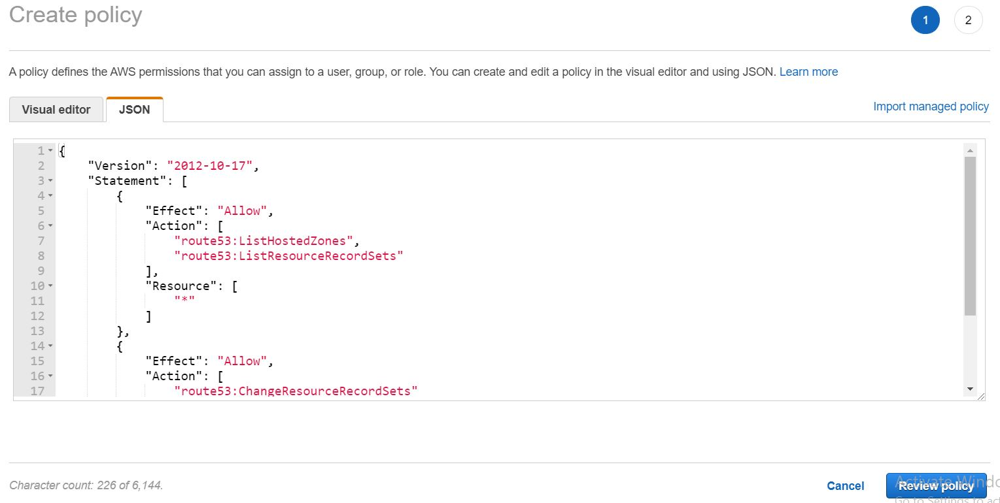 Create policy
1 2
A policy defines the AWS permissions that you can assign to a user, group, or role. You can create and edit a policy in the visual editor and using JSON. Learn more
Visual editor JSON Import managed policy
1 {
2 "Version": "2012-10-17",
3 "Statement": [
4 {
5 "Effect": "Allow",
6 "Action": [
7 "route53:ListHostedZones",
8 "route53:ListResourceRecordSets"
9 ],
10 "Resource": [
11 "*"
12 ]
13 },
14 {
15 "Effect": "Allow",
16 "Action": [
17 "route53:ChangeResourceRecordSets"
Character count: 226 of 6,144.
Cancel Review policy
Activate Windo
Go to Settings to act